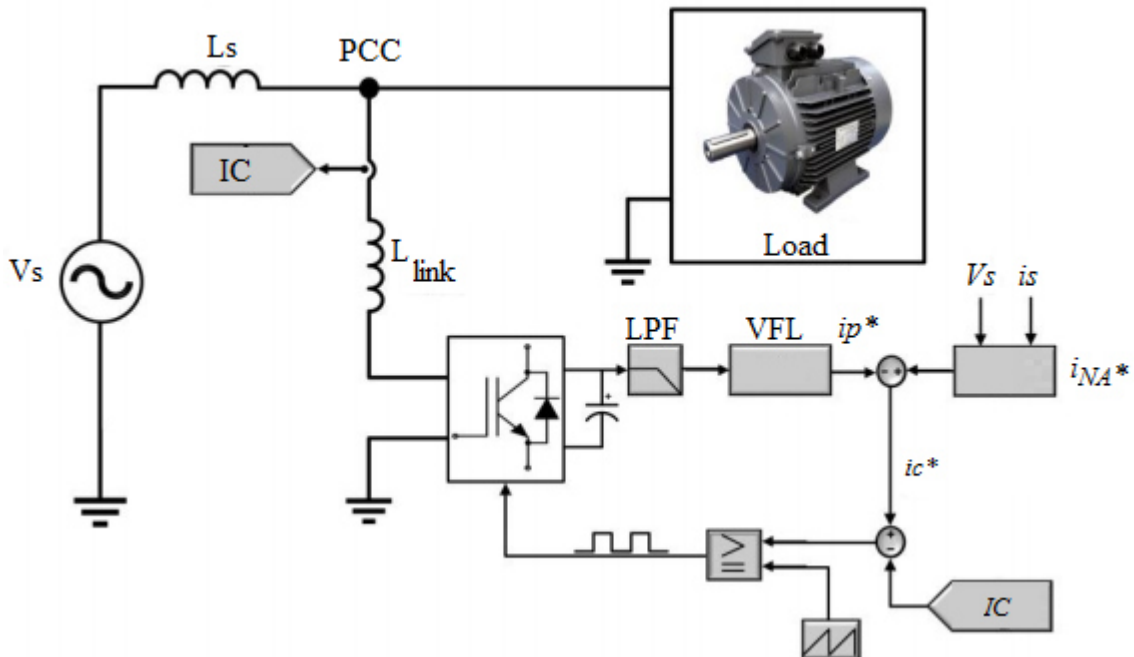 Ls
PCC
IC
Vs
L link
Load
LPF
VFL
ip*
Vs
is
iNA*
ic*
IC